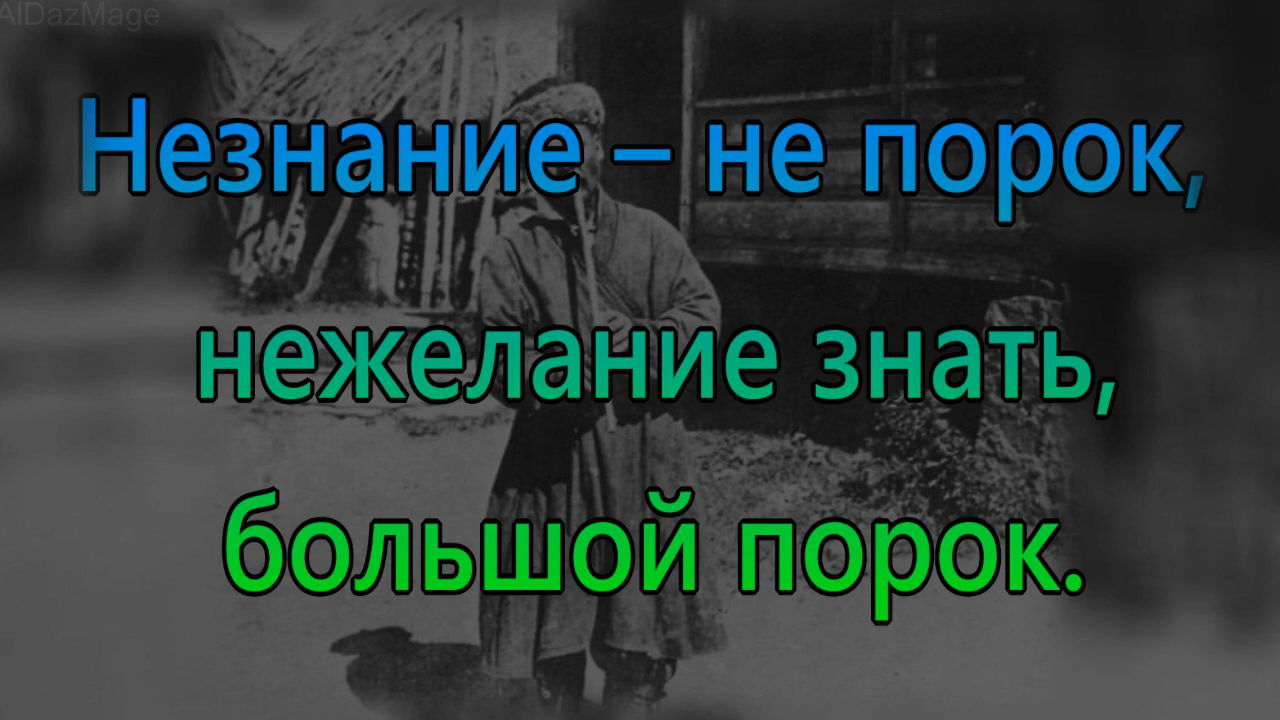 AlDazMage
Незнание – не порок,
нежелание знать,
большой порок.